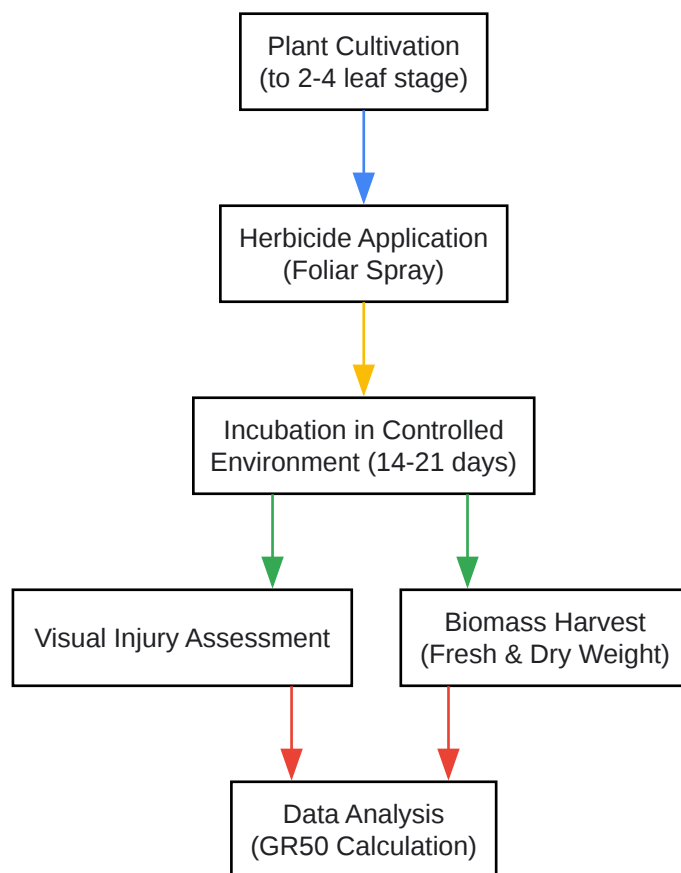 Plant Cultivation
(to 2-4 leaf stage)
Herbicide Application
(Foliar Spray)
Incubation in Controlled
Environment (14-21 days)
Visual Injury Assessment
Biomass Harvest
(Fresh & Dry Weight)
Data Analysis
(GR50 Calculation)